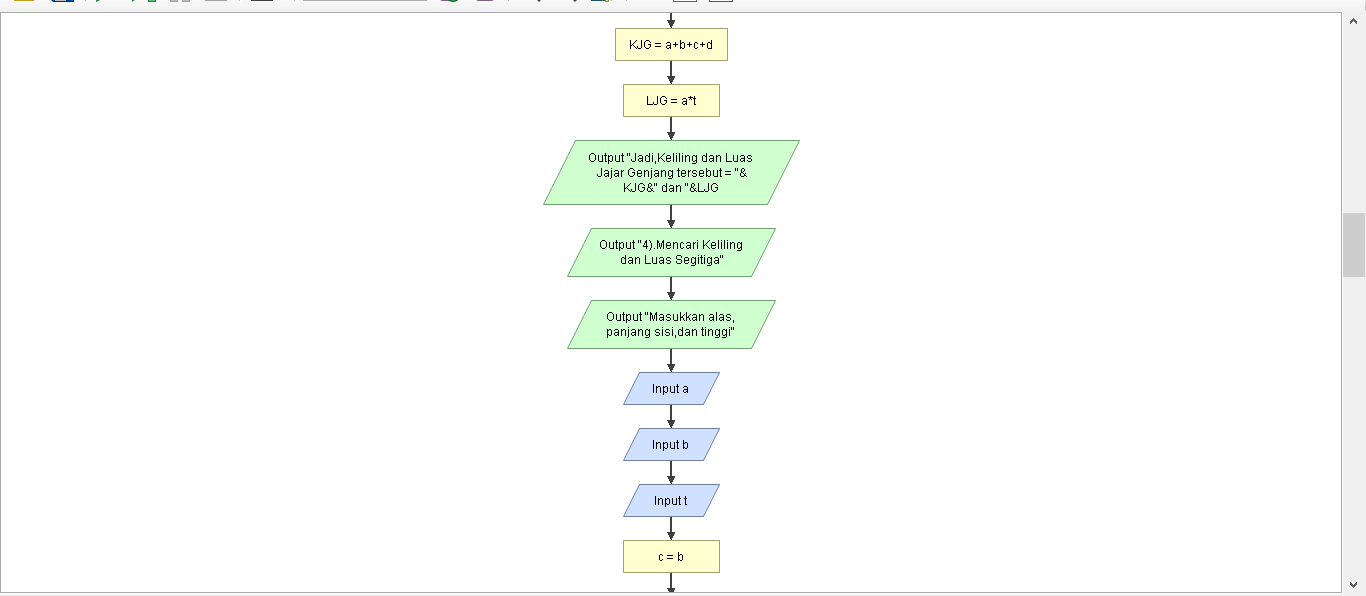 KJG = a+b+c+d
LJG = a*t
Output "Jadi,Keliling dan Luas
Jajar Genjang tersebut = "&
KJG&" dan "&LJG
Output "4).Mencari Keliling
dan Luas Segitiga"
Output "Masukkan alas,
panjang sisi,dan tinggi"
Input a
Input b
Input t
c = b